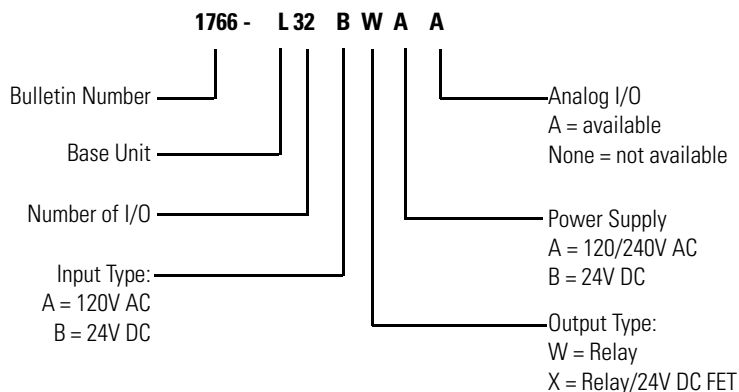 1766 - L 32 B W A A
Bulletin Number
Base Unit
Number of I/O
Input Type:
A = 120V AC
B = 24V DC
Analog I/O
A = available
None = not available
Power Supply
A = 120/240V AC
B = 24V DC
Output Type:
W = Relay
X = Relay/24V DC FET